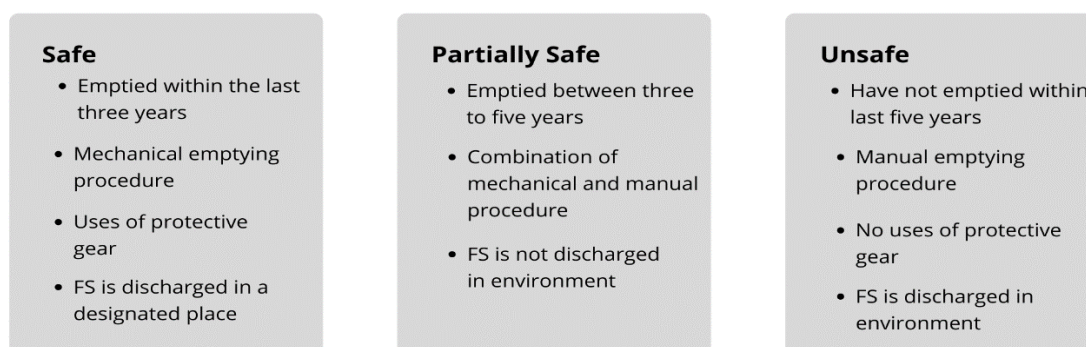 Safe
• Emptied within the last
three years
• Mechanical emptying
procedure
• Uses of protective
gear
• FS is discharged in a
designated place
Partially Safe
• Emptied between three
to five years
• Combination of
mechanical and manual
procedure
• FS is not discharged
in environment
Unsafe
• Have not emptied within
last five years
• Manual emptying
procedure
• No uses of protective
gear
• FS is discharged in
environment